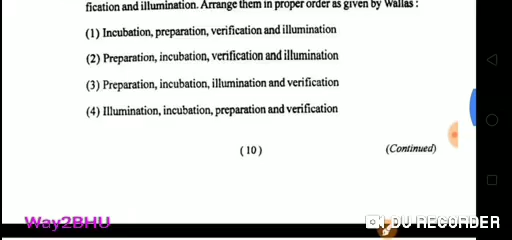 fication and illumination. Arrange them in proper order as given by Wallas :
(1) Incubation, preparation, verification and illumination
(2) Preparation, incubation, verification and illumination
(3) Preparation, incubation, illumination and verification
(4) Illumination, incubation, preparation and verification
( 10 )
(Continued)
Way2BHU
DU RECORDER